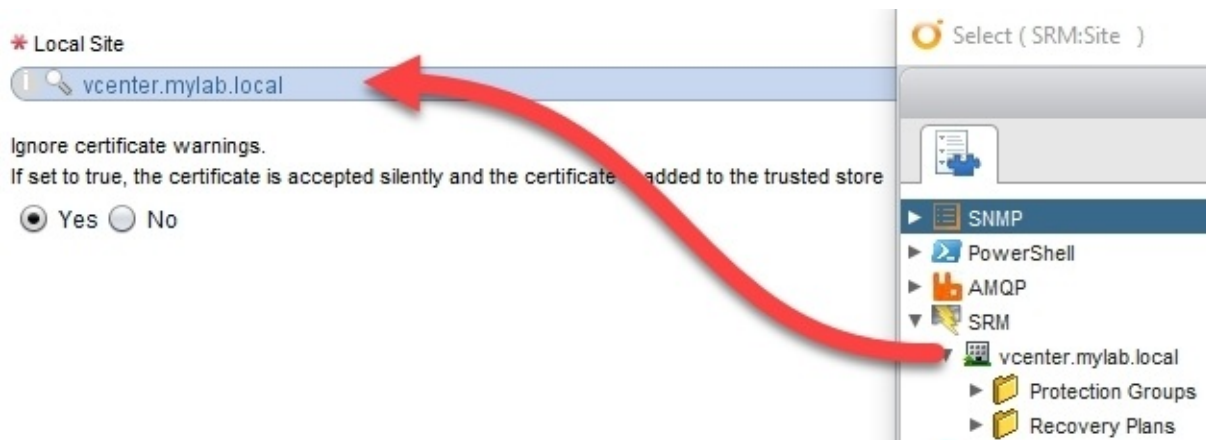 * Local Site
vcenter.mylab.local
Ignore certificate warnings.
If set to true, the certificate is accepted silently and the certificate added to the trusted store
Yes No
Select ( SRM:Site )
SNMP
PowerShell
AMQP
SRM
vcenter.mylab.local
Protection Groups
Recovery Plans